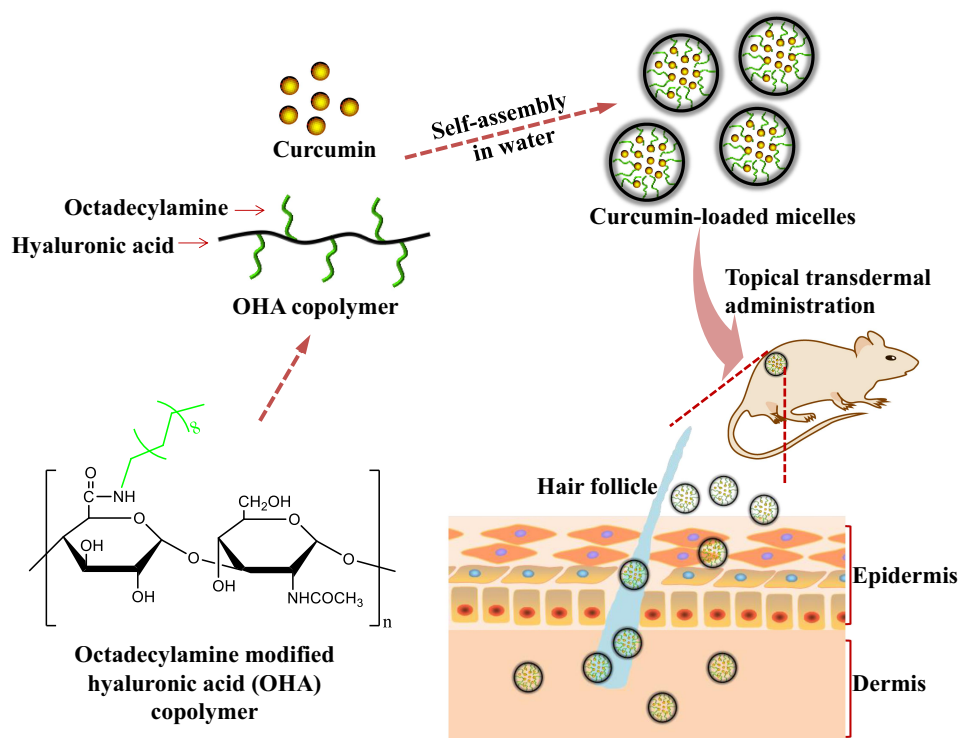 Curcumin
Self-assembly
in water
Curcumin-loaded micelles
Octadecylamine
Hyaluronic acid
OHA copolymer
Topical transdermal
administration
8
O
C
NH
O
OH
OH
O
CH₂OH
O
OH
NHCOCH₃
O
n
Octadecylamine modified
hyaluronic acid (OHA)
copolymer
Hair follicle
Epidermis
Dermis